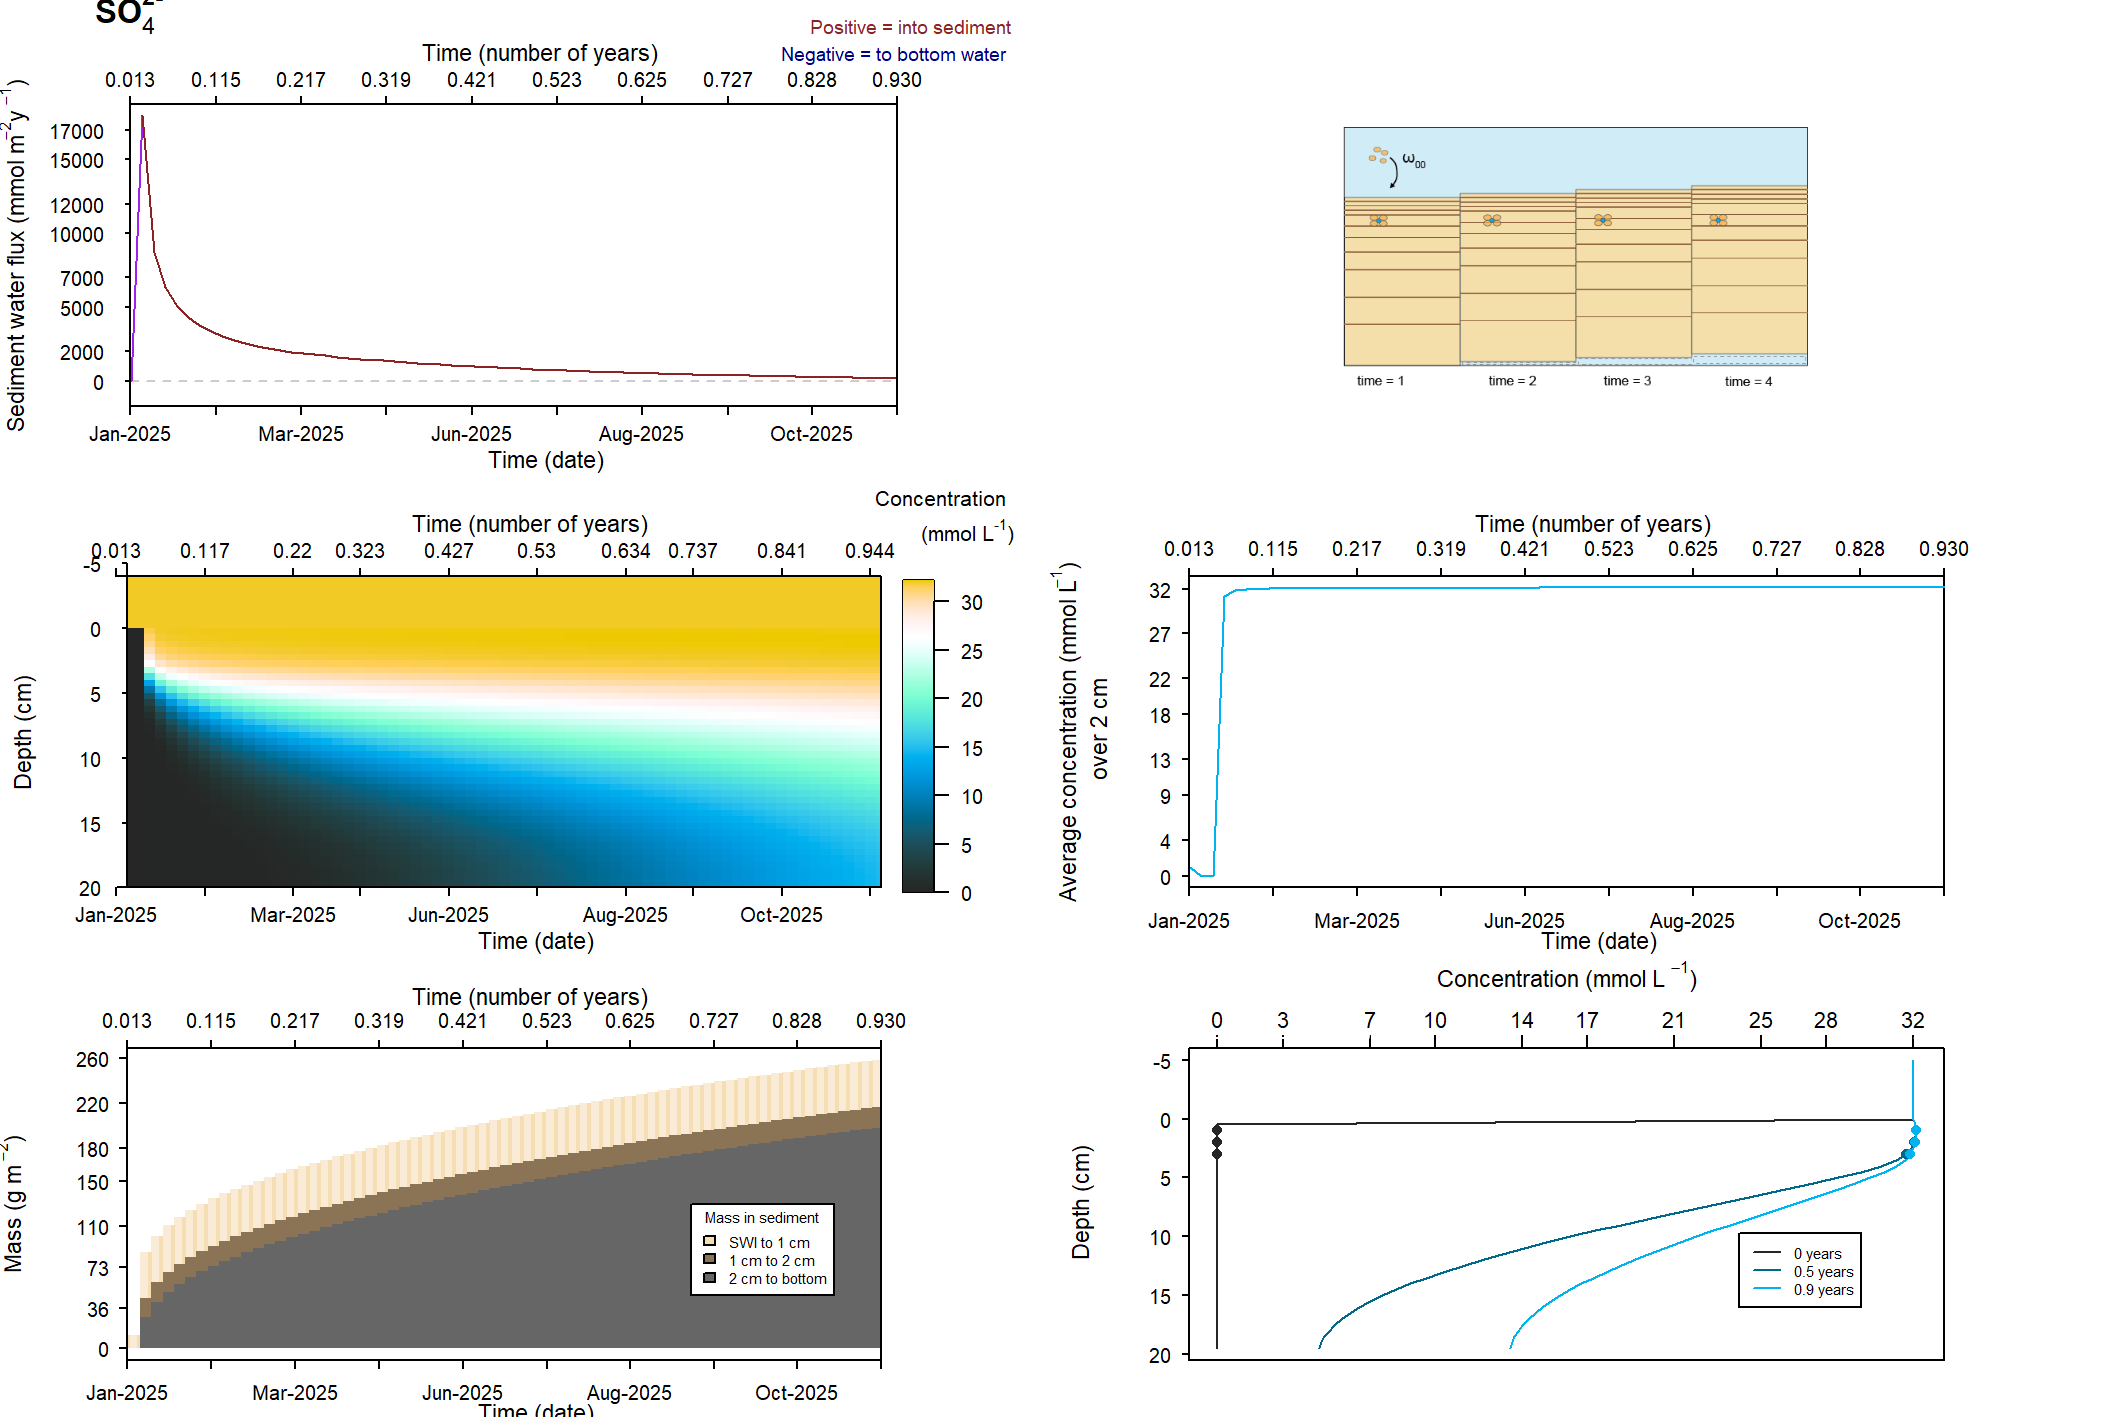 SO₄²⁻
Positive = into sediment
Negative = to bottom water
Time (number of years)
0.013 0.115 0.217 0.319 0.421 0.523 0.625 0.727 0.828 0.930
Sediment water flux (mmol m⁻²y⁻¹)
17000
15000
12000
10000
7000
5000
2000
0
Jan-2025 Mar-2025 Jun-2025 Aug-2025 Oct-2025
Time (date)
ω₀₀
time = 1 time = 2 time = 3 time = 4
Concentration
(mmol L⁻¹)
Time (number of years)
0.013 0.117 0.22 0.323 0.427 0.53 0.634 0.737 0.841 0.944
Depth (cm)
-5
0
5
10
15
20
30
25
20
15
10
5
0
Jan-2025 Mar-2025 Jun-2025 Aug-2025 Oct-2025
Time (date)
Time (number of years)
0.013 0.115 0.217 0.319 0.421 0.523 0.625 0.727 0.828 0.930
Average concentration (mmol L⁻¹)
over 2 cm
32
27
22
18
13
9
4
0
Jan-2025 Mar-2025 Jun-2025 Aug-2025 Oct-2025
Time (date)
Time (number of years)
0.013 0.115 0.217 0.319 0.421 0.523 0.625 0.727 0.828 0.930
Mass (g m⁻²)
260
220
180
150
110
73
36
0
Mass in sediment
SWI to 1 cm
1 cm to 2 cm
2 cm to bottom
Jan-2025 Mar-2025 Jun-2025 Aug-2025 Oct-2025
Time (date)
Concentration (mmol L⁻¹)
0 3 7 10 14 17 21 25 28 32
Depth (cm)
-5
0
5
10
15
20
0 years
0.5 years
0.9 years